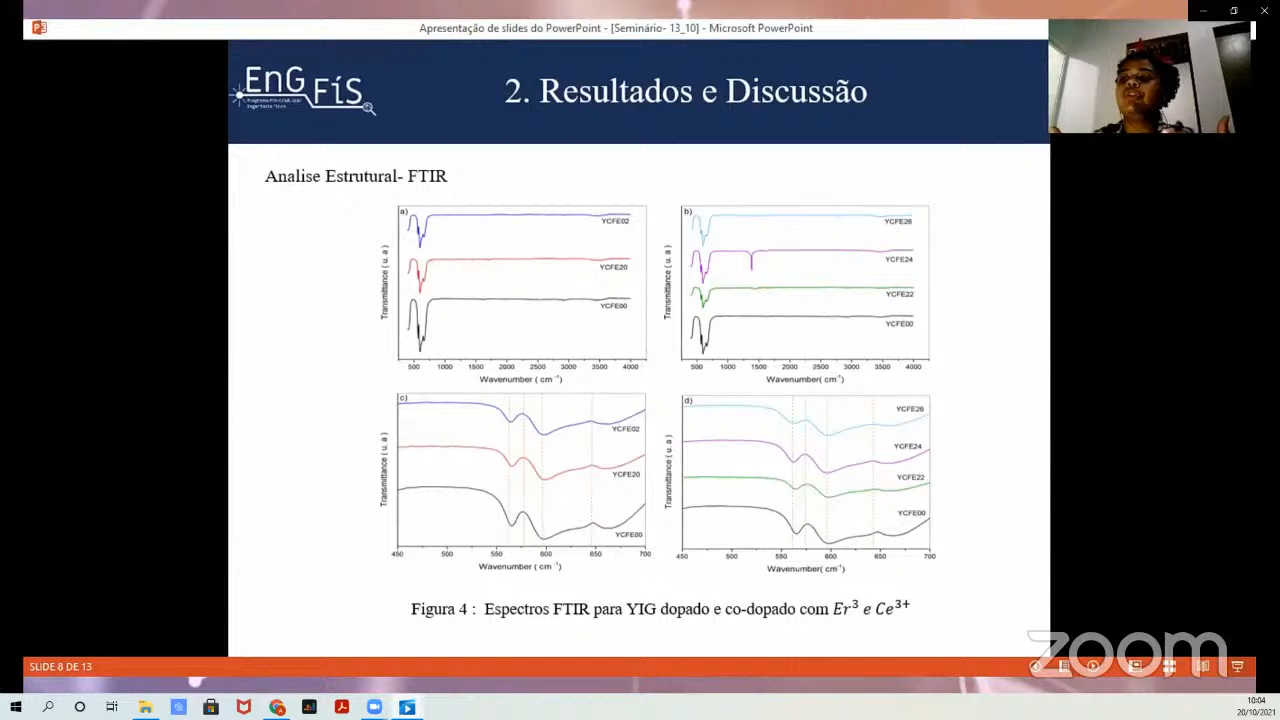 Apresentação de slides do PowerPoint - [Seminário- 13_10] - Microsoft PowerPoint
EnG FíS
2. Resultados e Discussão
Analise Estrutural- FTIR
a)
YCFE02
YCFE20
YCFE00
Transmittance ( u. a )
500 1000 1500 2000 2500 3000 3500 4000
Wavenumber ( cm ⁻¹)
b)
YCFE26
YCFE24
YCFE22
YCFE00
Transmittance ( u. a )
500 1000 1500 2000 2500 3000 3500 4000
Wavenumber( cm⁻¹)
c)
YCFE02
YCFE20
YCFE00
Transmittance ( u. a )
450 500 550 600 650 700
Wavenumber ( cm ⁻¹)
d)
YCFE26
YCFE24
YCFE22
YCFE00
Transmittance ( u. a )
450 500 550 600 650 700
Wavenumber( cm⁻¹)
Figura 4 : Espectros FTIR para YIG dopado e co-dopado com Er³ e Ce³⁺
zoom
SLIDE 8 DE 13
10:04
20/10/2021